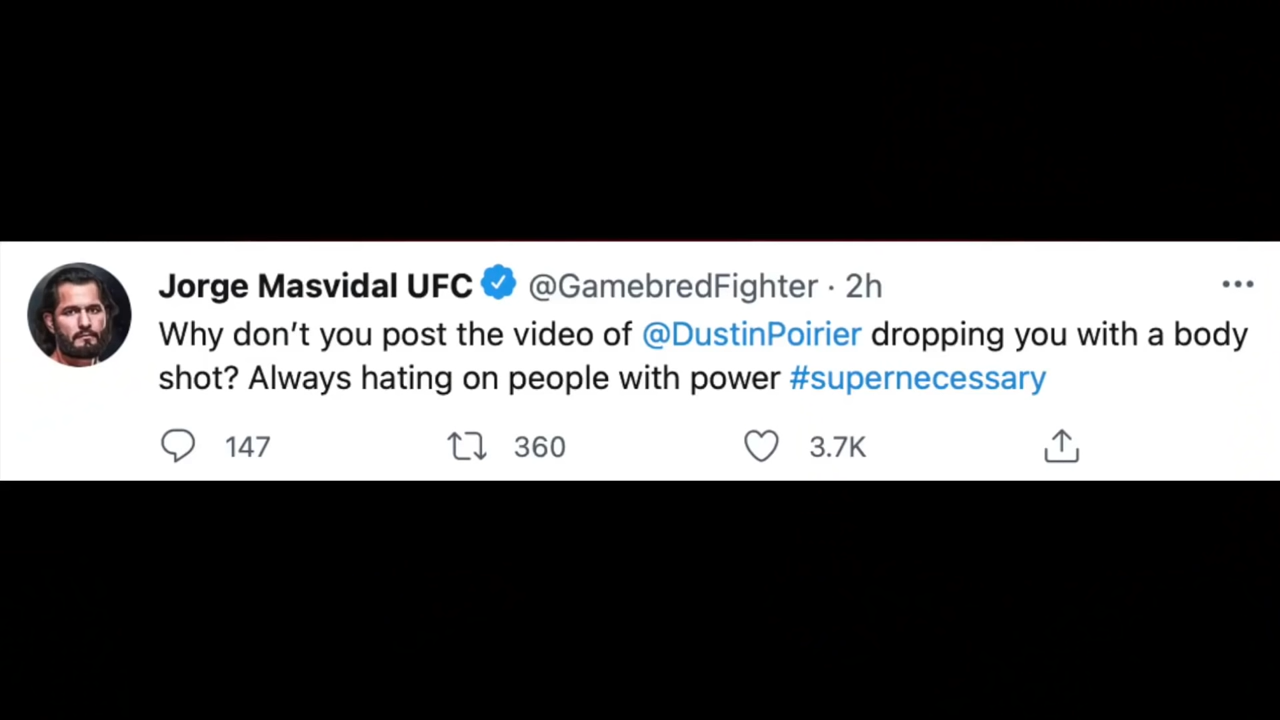 Jorge Masvidal UFC @GamebredFighter · 2h
Why don’t you post the video of @DustinPoirier dropping you with a body
shot? Always hating on people with power #supernecessary
147 360 3.7K